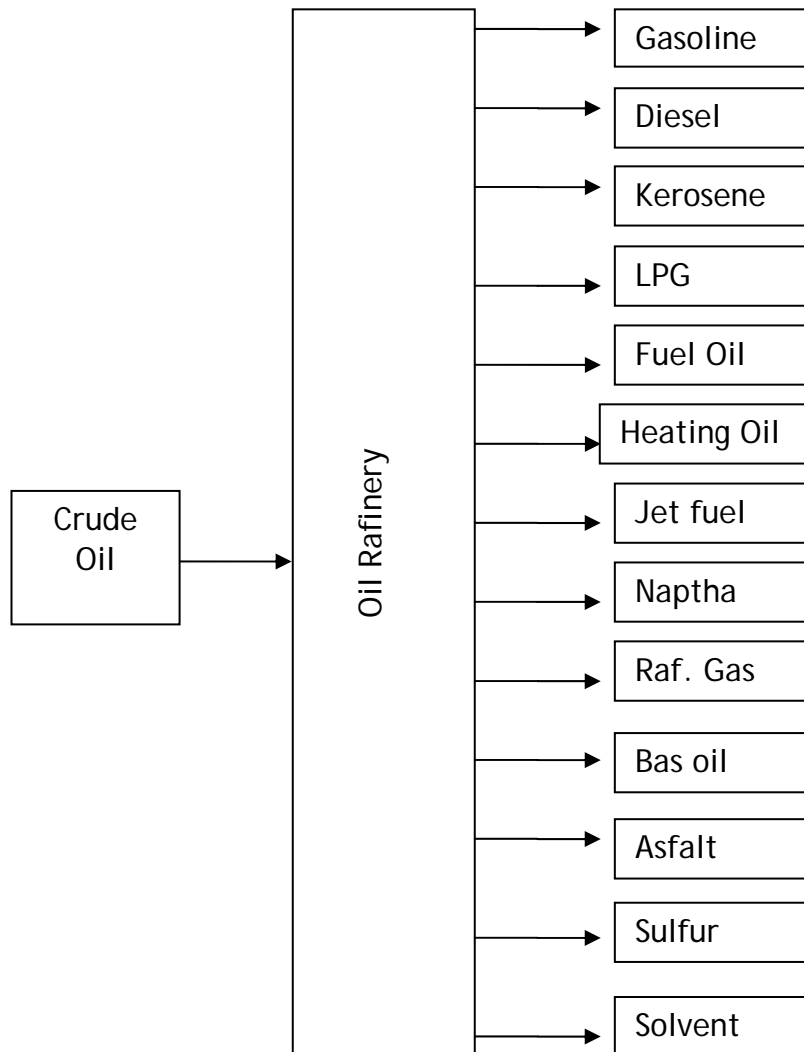 Gasoline
Diesel
Kerosene
LPG
Fuel Oil
Heating Oil
Crude
Oil
Oil Rafinery
Jet fuel
Naptha
Raf. Gas
Bas oil
Asfalt
Sulfur
Solvent